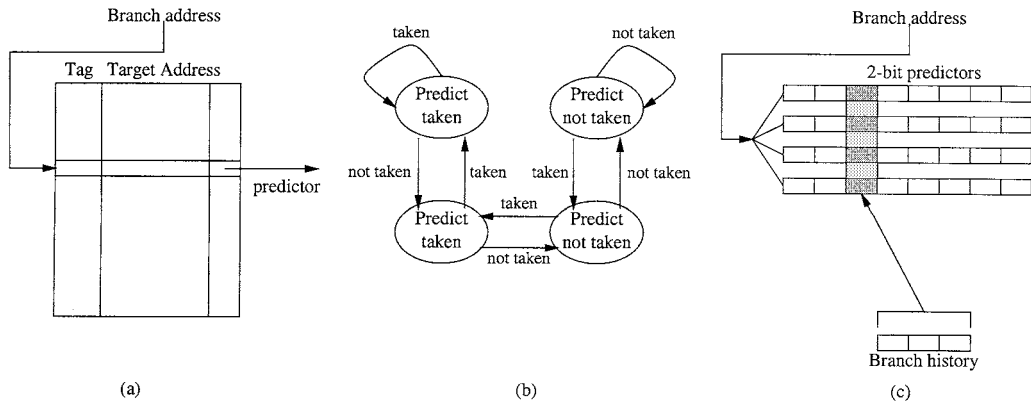 Branch address
Tag
Target Address
predictor
(a)
taken
not taken
Predict
taken
Predict
not taken
not taken
taken
taken
not taken
Predict
taken
taken
Predict
not taken
not taken
(b)
Branch address
2-bit predictors
Branch history
(c)